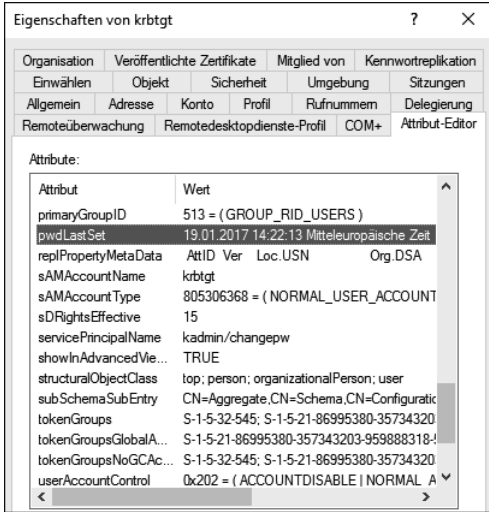 Eigenschaften von krbtgt ? ×
Organisation Veröffentlichte Zertifikate Mitglied von Kennwortreplikation
Einwählen Objekt Sicherheit Umgebung Sitzungen
Allgemein Adresse Konto Profil Rufnummern Delegierung
Remoteüberwachung Remotedesktopdienste-Profil COM+ Attribut-Editor
Attribute:
Attribut Wert
primaryGroupID 513 = ( GROUP_RID_USERS )
pwdLastSet 19.01.2017 14:22:13 Mitteleuropäische Zeit
replPropertyMetaData AttID Ver Loc.USN Org.DSA
sAMAccountName krbtgt
sAMAccountType 805306368 = ( NORMAL_USER_ACCOUNT
sDRightsEffective 15
servicePrincipalName kadmin/changepw
showInAdvancedVie... TRUE
structuralObjectClass top; person; organizationalPerson; user
subSchemaSubEntry CN=Aggregate,CN=Schema,CN=Configuratic
tokenGroups S-1-5-32-545; S-1-5-21-86995380-357343203
tokenGroupsGlobalA... S-1-5-21-86995380-357343203-959888318-5
tokenGroupsNoGCAc... S-1-5-32-545; S-1-5-21-86995380-35734320
userAccountControl 0x202 = ( ACCOUNTDISABLE | NORMAL_A